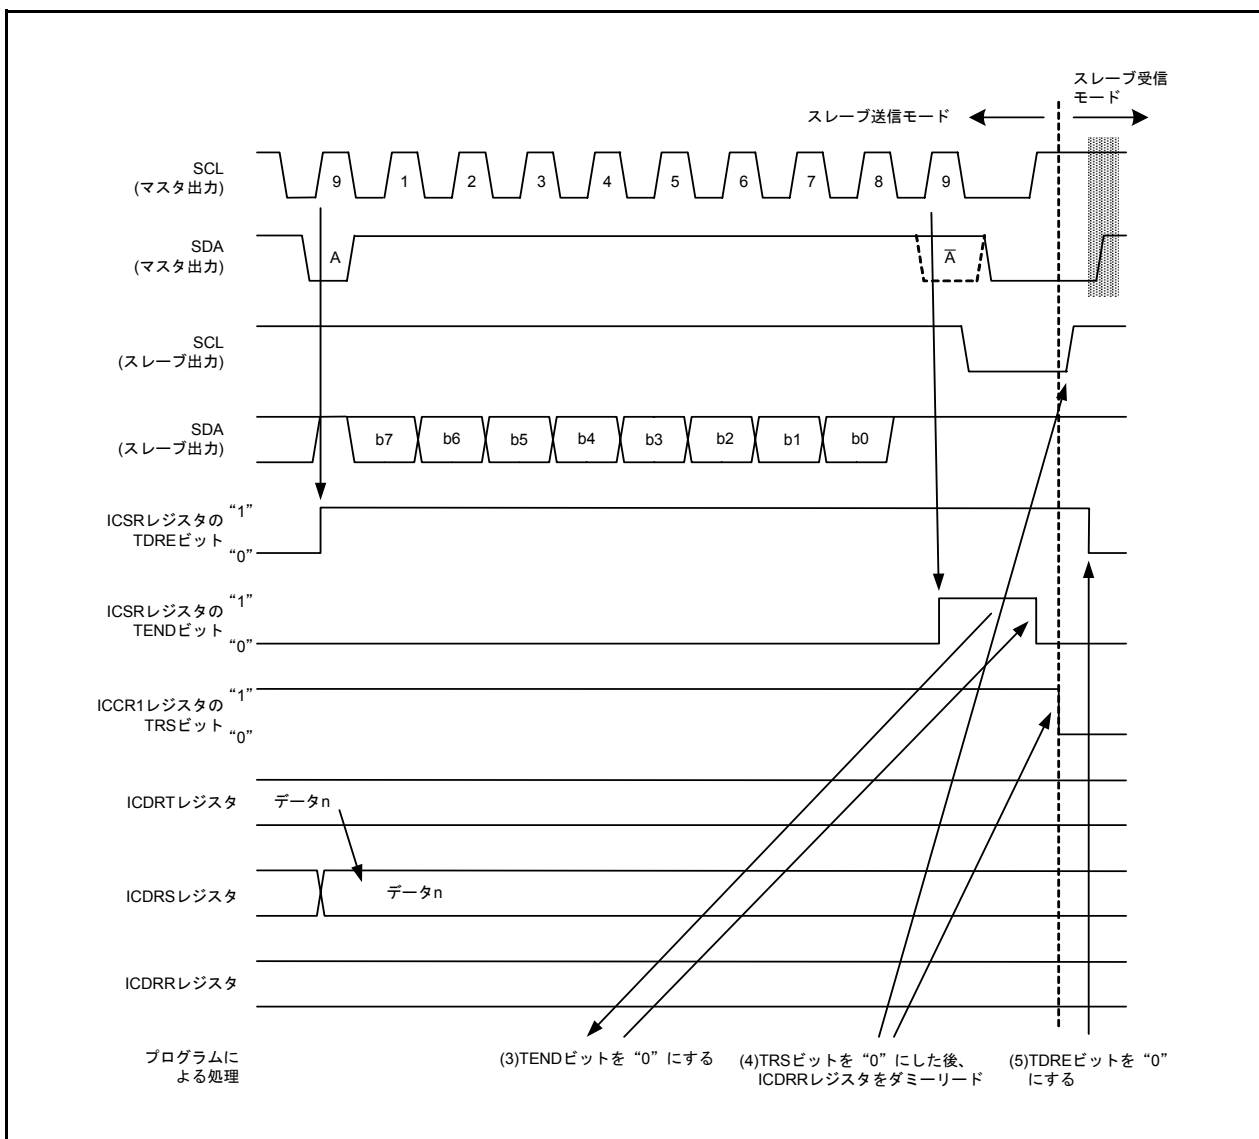 スレーブ受信
モード
スレーブ送信モード
SCL
(マスタ出力)
9 1 2 3 4 5 6 7 8 9
SDA
(マスタ出力)
A A̅
SCL
(スレーブ出力)
SDA
(スレーブ出力)
b7 b6 b5 b4 b3 b2 b1 b0
ICSRレジスタの
TDREビット
“1”
“0”
ICSRレジスタの
TENDビット
“1”
“0”
ICCR1レジスタの
TRSビット
“1”
“0”
ICDRTレジスタ
データn
ICDRSレジスタ
データn
ICDRRレジスタ
プログラムに
よる処理
(3)TENDビットを“0”にする
(4)TRSビットを“0”にした後、
ICDRRレジスタをダミーリード
(5)TDREビットを“0”
にする